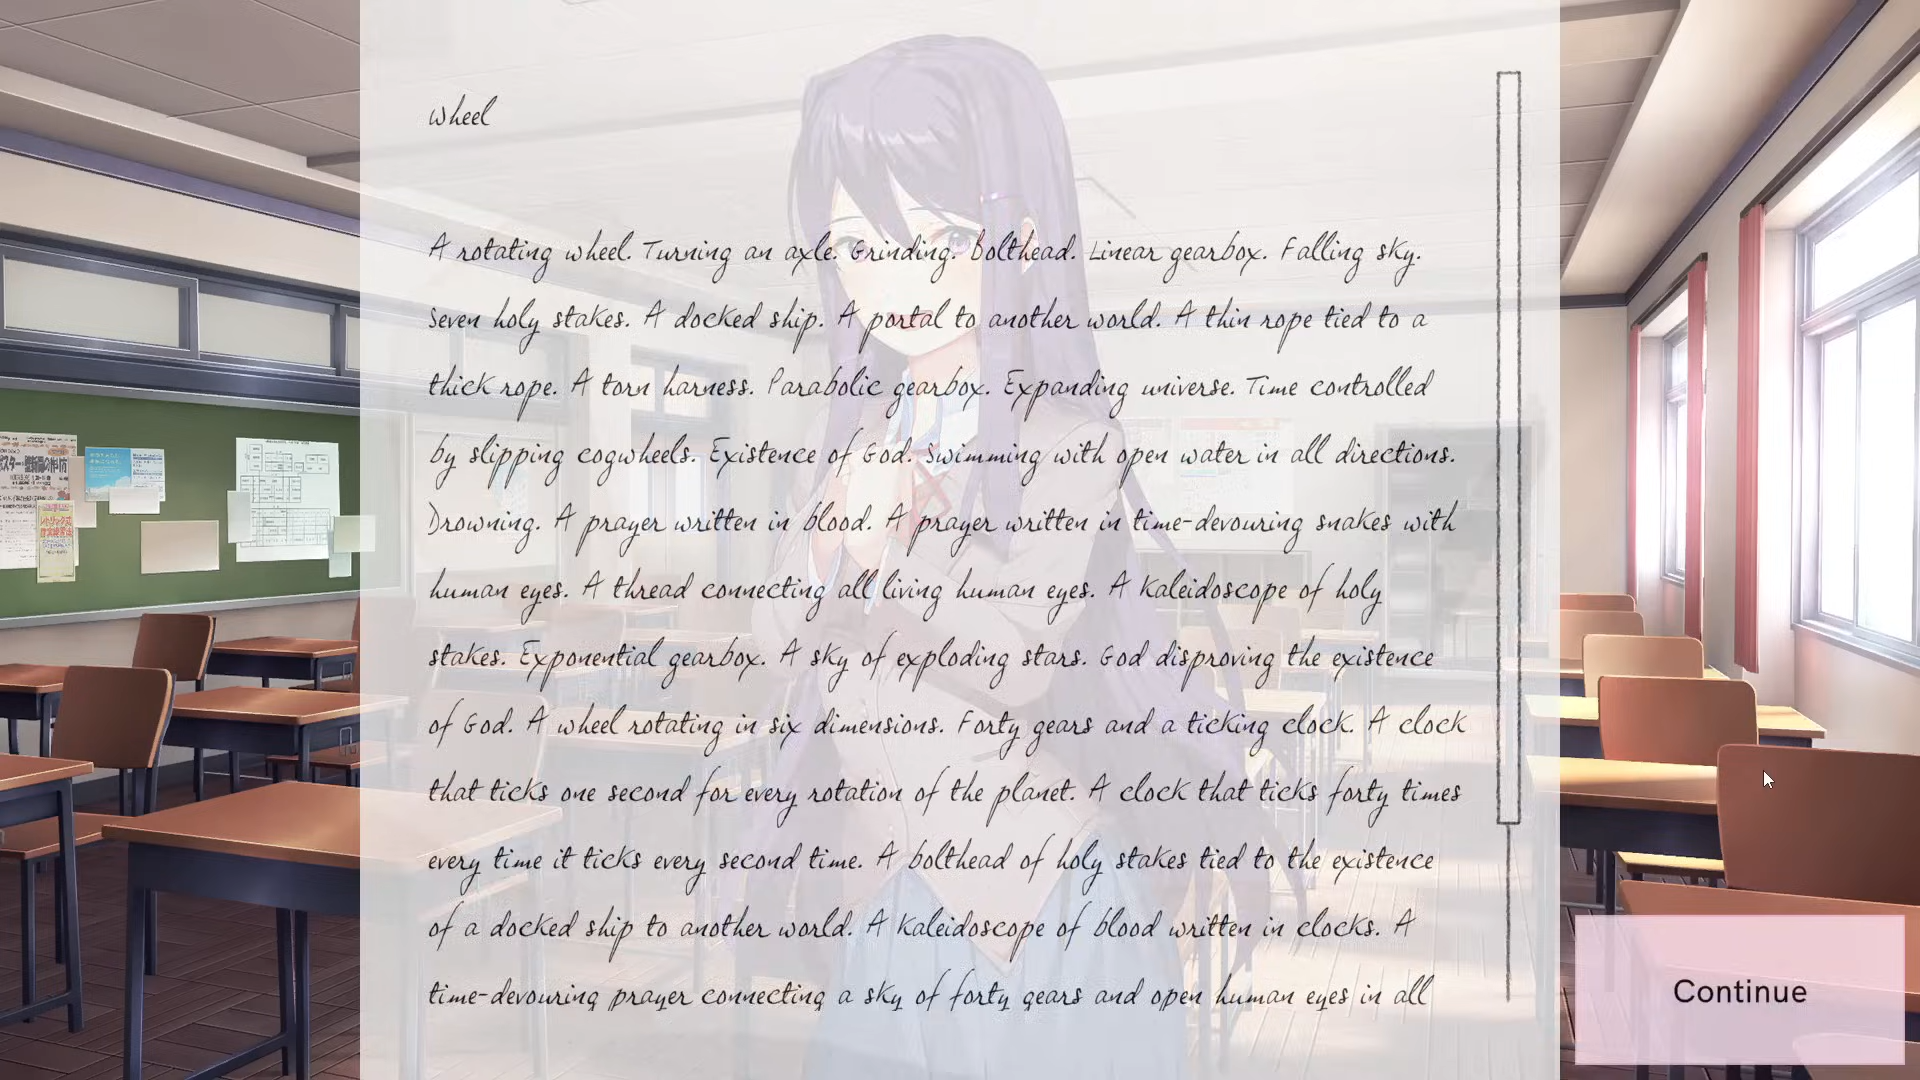 Wheel
A rotating wheel. Turning an axle. Grinding. Bolthead. Linear gearbox. Falling sky.
Seven holy stakes. A docked ship. A portal to another world. A thin rope tied to a
thick rope. A torn harness. Parabolic gearbox. Expanding universe. Time controlled
by slipping cogwheels. Existence of God. Swimming with open water in all directions.
Drowning. A prayer written in blood. A prayer written in time-devouring snakes with
human eyes. A thread connecting all living human eyes. A kaleidoscope of holy
stakes. Exponential gearbox. A sky of exploding stars. God disproving the existence
of God. A wheel rotating in six dimensions. Forty gears and a ticking clock. A clock
that ticks one second for every rotation of the planet. A clock that ticks forty times
every time it ticks every second time. A bolthead of holy stakes tied to the existence
of a docked ship to another world. A kaleidoscope of blood written in clocks. A
time-devouring prayer connecting a sky of forty gears and open human eyes in all
Continue